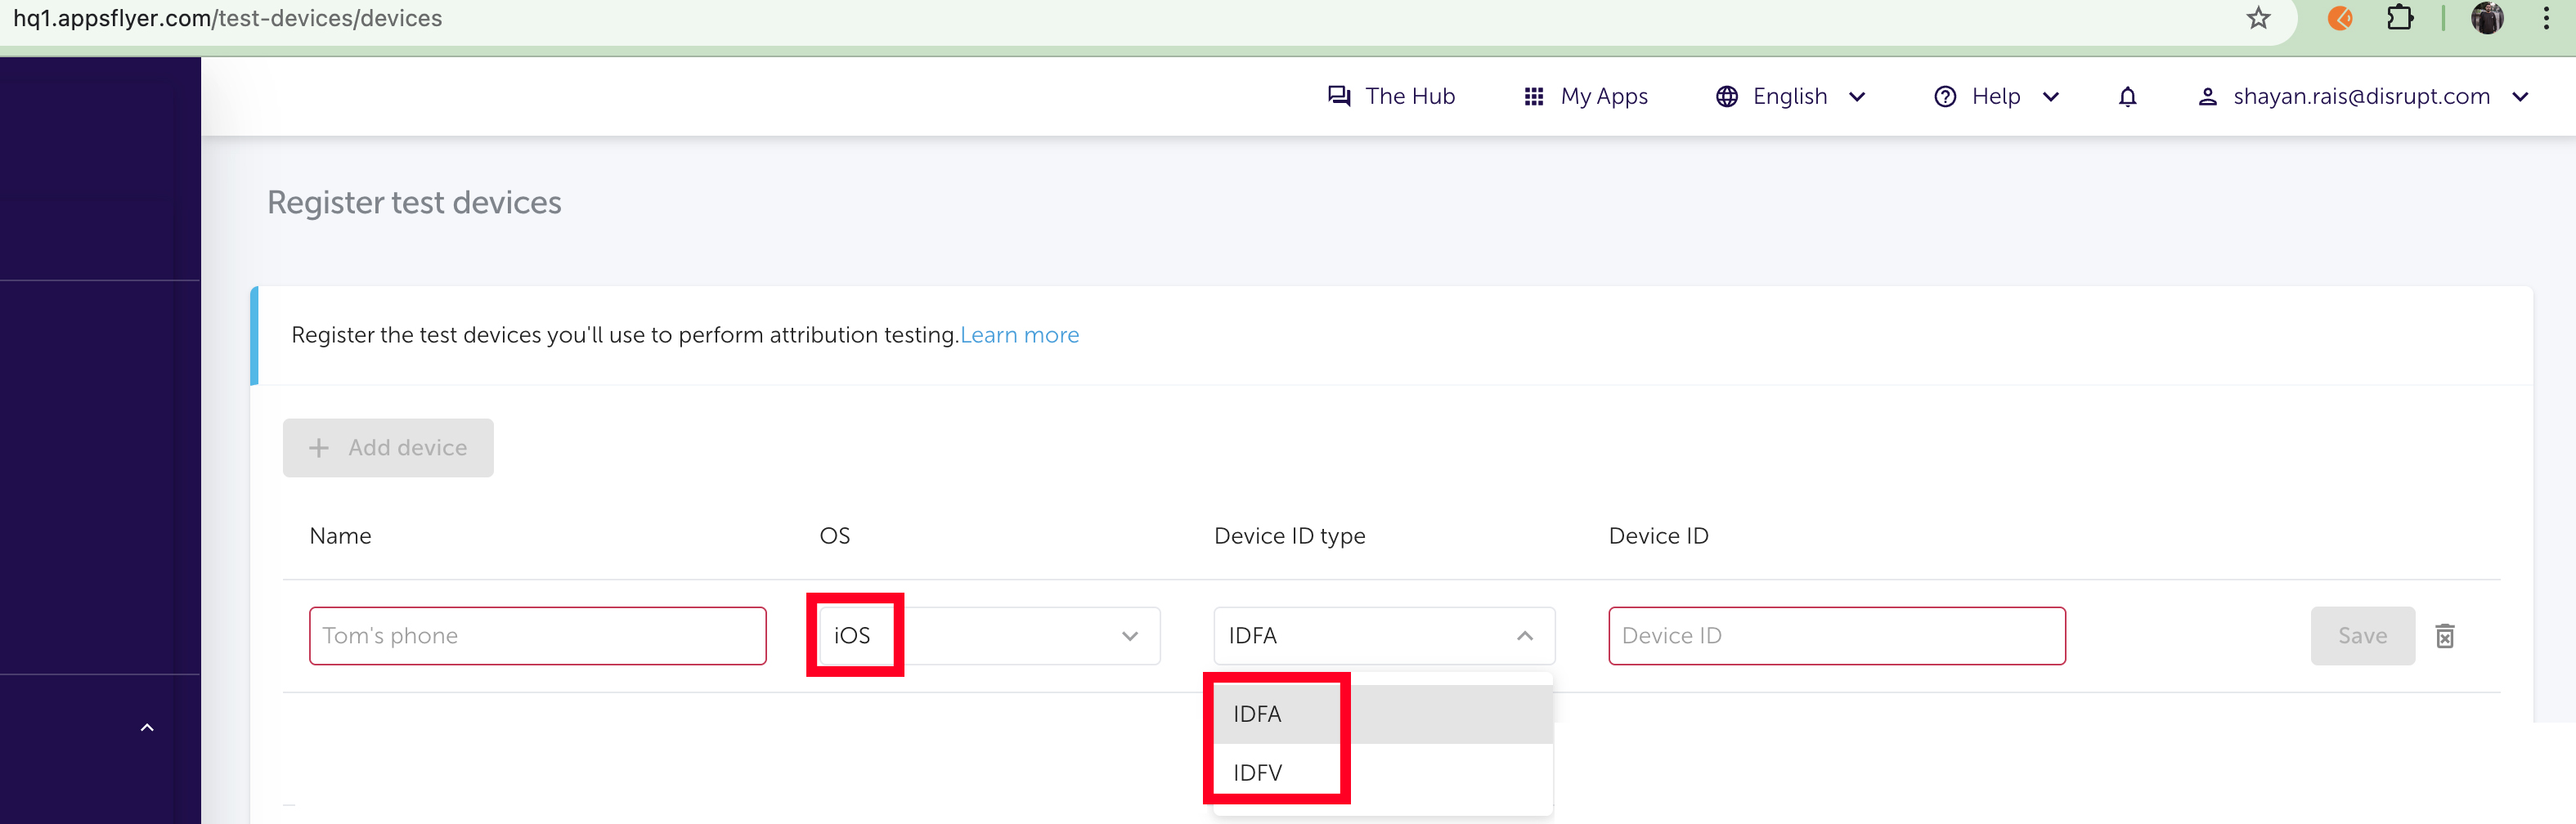 hq1.appsflyer.com/test-devices/devices
The Hub
My Apps
English
Help
shayan.rais@disrupt.com
Register test devices
Register the test devices you'll use to perform attribution testing.Learn more
+ Add device
Name OS Device ID type Device ID
Tom's phone iOS IDFA Device ID Save
IDFA
IDFV